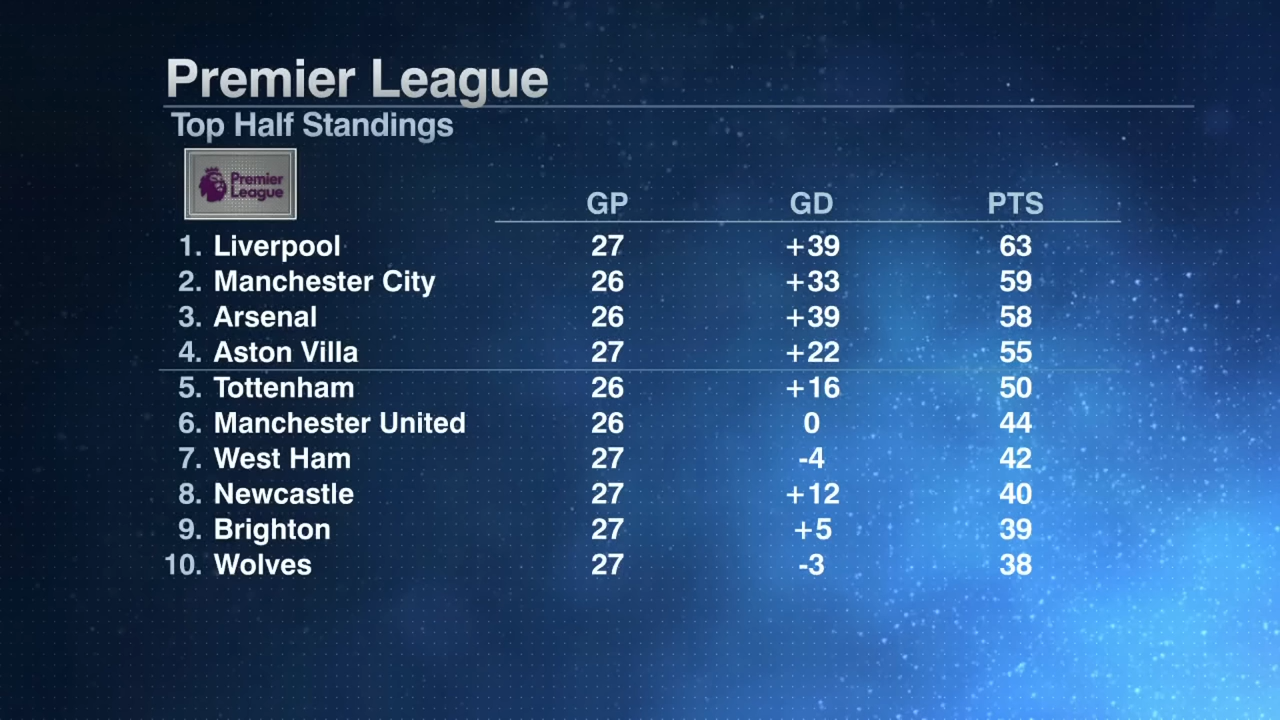 Premier League
Top Half Standings
Premier
League
GP GD PTS
1. Liverpool 27 +39 63
2. Manchester City 26 +33 59
3. Arsenal 26 +39 58
4. Aston Villa 27 +22 55
5. Tottenham 26 +16 50
6. Manchester United 26 0 44
7. West Ham 27 -4 42
8. Newcastle 27 +12 40
9. Brighton 27 +5 39
10. Wolves 27 -3 38